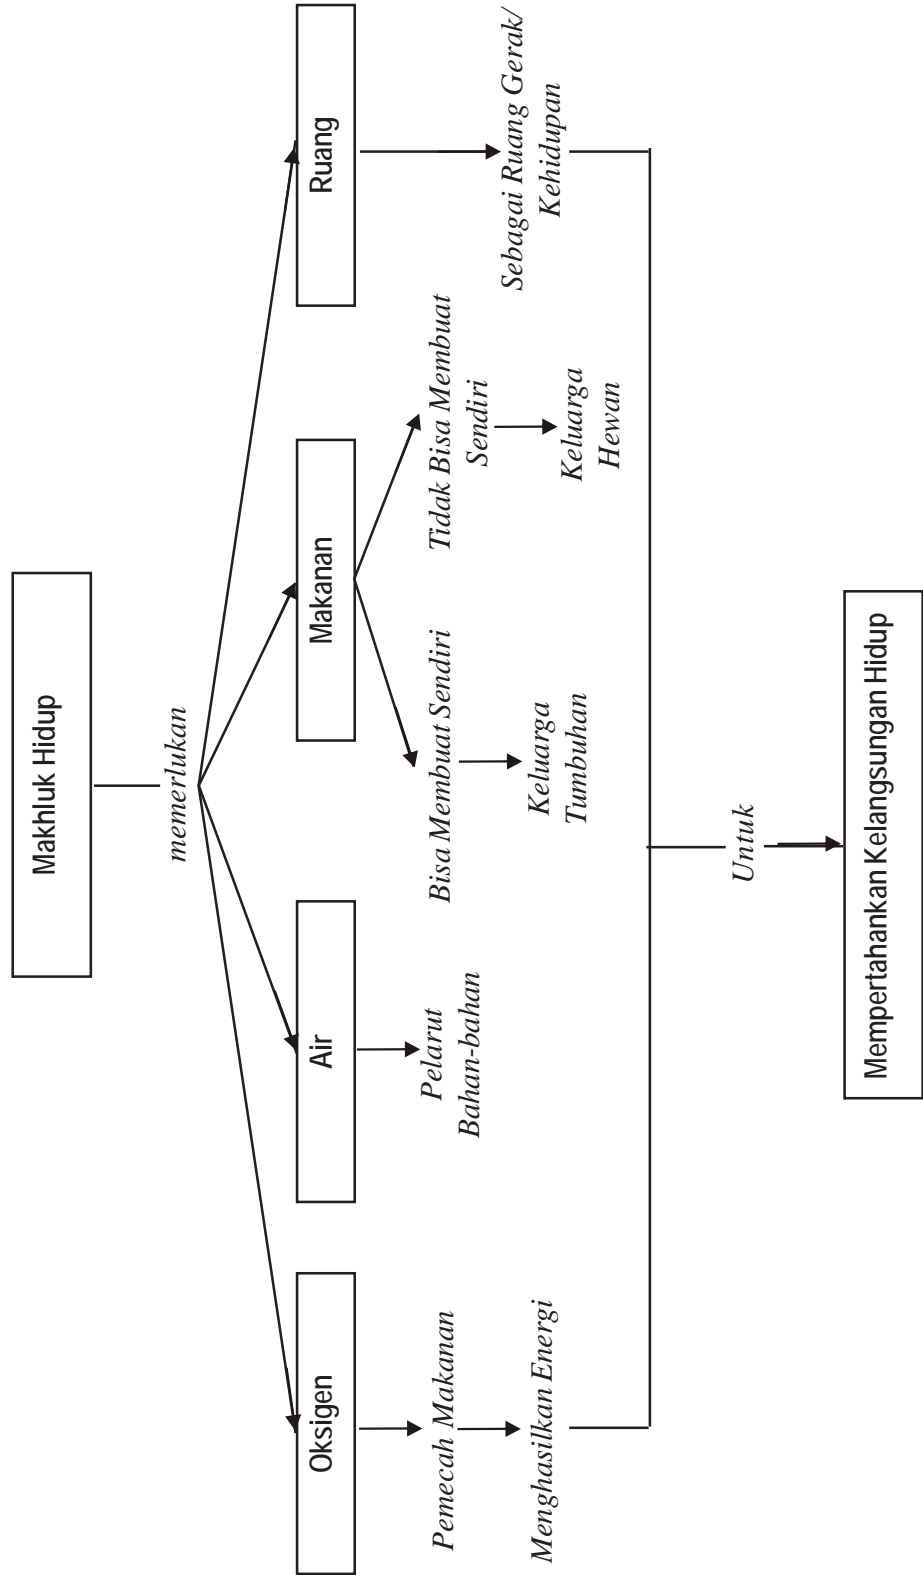 Makhluk Hidup
memerlukan
Oksigen
Air
Makanan
Ruang
Pemecah Makanan
Menghasilkan Energi
Pelarut
Bahan-bahan
Bisa Membuat Sendiri
Keluarga
Tumbuhan
Tidak Bisa Membuat
Sendiri
Keluarga
Hewan
Sebagai Ruang Gerak/
Kehidupan
Untuk
Mempertahankan Kelangsungan Hidup